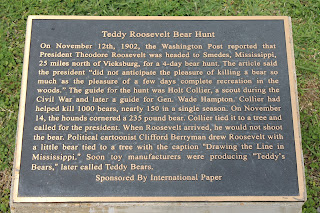 Teddy Roosevelt Bear Hunt
On November 12th, 1902, the Washington Post reported that
President Theodore Roosevelt was headed to Smedes, Mississippi,
25 miles north of Vicksburg, for a 4-day bear hunt. The article said
the president "did not anticipate the pleasure of killing a bear so
much as the pleasure of a few days complete recreation in the
woods." The guide for the hunt was Holt Collier, a scout during the
Civil War and later a guide for Gen. Wade Hampton. Collier had
helped kill 1000 bears, nearly 150 in a single season. On November
14, the hounds cornered a 235 pound bear. Collier tied it to a tree and
called for the president. When Roosevelt arrived, he would not shoot
the bear. Political cartoonist Clifford Berryman drew Roosevelt with
a little bear tied to a tree with the caption "Drawing the Line in
Mississippi." Soon toy manufacturers were producing "Teddy's
Bears," later called Teddy Bears.
Sponsored By International Paper